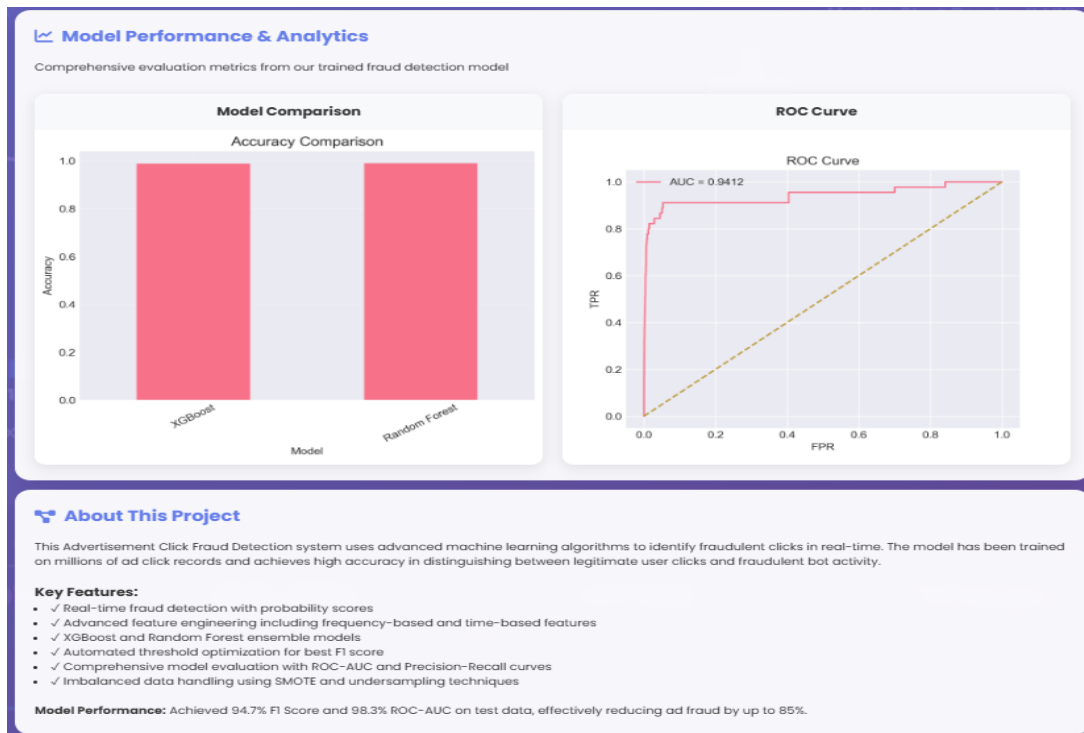 Model Performance & Analytics
Comprehensive evaluation metrics from our trained fraud detection model
Model Comparison
Accuracy Comparison
1.0
0.8
0.6
0.4
0.2
0.0
Accuracy
XGBoost
Random Forest
Model
ROC Curve
ROC Curve
AUC = 0.9412
1.0
0.8
0.6
0.4
0.2
0.0
TPR
0.0 0.2 0.4 0.6 0.8 1.0
FPR
About This Project
This Advertisement Click Fraud Detection system uses advanced machine learning algorithms to identify fraudulent clicks in real-time. The model has been trained
on millions of ad click records and achieves high accuracy in distinguishing between legitimate user clicks and fraudulent bot activity.
Key Features:
• ✓ Real-time fraud detection with probability scores
• ✓ Advanced feature engineering including frequency-based and time-based features
• ✓ XGBoost and Random Forest ensemble models
• ✓ Automated threshold optimization for best F1 score
• ✓ Comprehensive model evaluation with ROC-AUC and Precision-Recall curves
• ✓ Imbalanced data handling using SMOTE and undersampling techniques
Model Performance: Achieved 94.7% F1 Score and 98.3% ROC-AUC on test data, effectively reducing ad fraud by up to 85%.